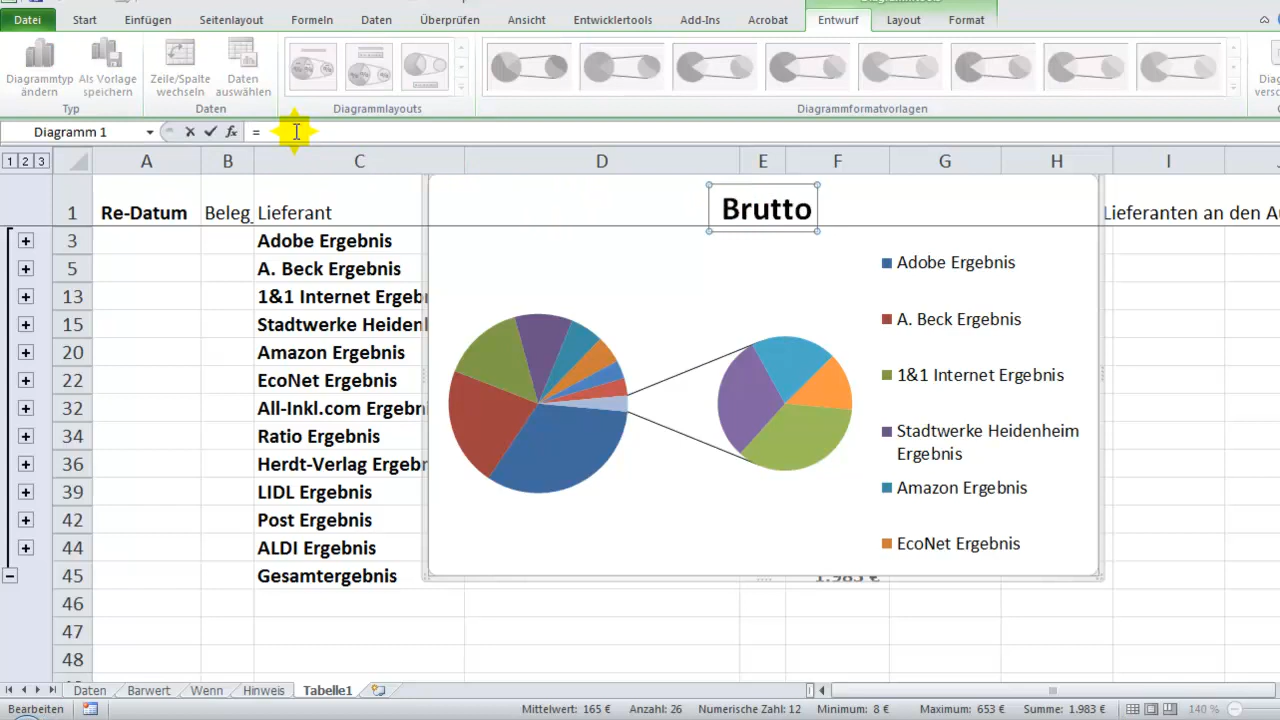 Datei Start Einfügen Seitenlayout Formeln Daten Überprüfen Ansicht Entwicklertools Add-Ins Acrobat Entwurf Layout Format
Diagrammtyp ändern
Als Vorlage speichern
Zeile/Spalte wechseln
Daten auswählen
Typ Daten Diagrammlayouts Diagrammformatvorlagen
Diagramm 1 fx =
1 2 3 A B C D E F G H I
1 Re-Datum Beleg Lieferant
Brutto
Lieferanten an den
3 Adobe Ergebnis
5 A. Beck Ergebnis
13 1&1 Internet Ergeb
15 Stadtwerke Heiden
20 Amazon Ergebnis
22 EcoNet Ergebnis
32 All-Inkl.com Ergebn
34 Ratio Ergebnis
36 Herdt-Verlag Ergeb
39 LIDL Ergebnis
42 Post Ergebnis
44 ALDI Ergebnis
45 Gesamtergebnis 1.983 €
46
47
48
Adobe Ergebnis
A. Beck Ergebnis
1&1 Internet Ergebnis
Stadtwerke Heidenheim
Ergebnis
Amazon Ergebnis
EcoNet Ergebnis
Daten Barwert Wenn Hinweis Tabelle1
Bearbeiten Mittelwert: 165 € Anzahl: 26 Numerische Zahl: 12 Minimum: 8 € Maximum: 653 € Summe: 1.983 € 140 %